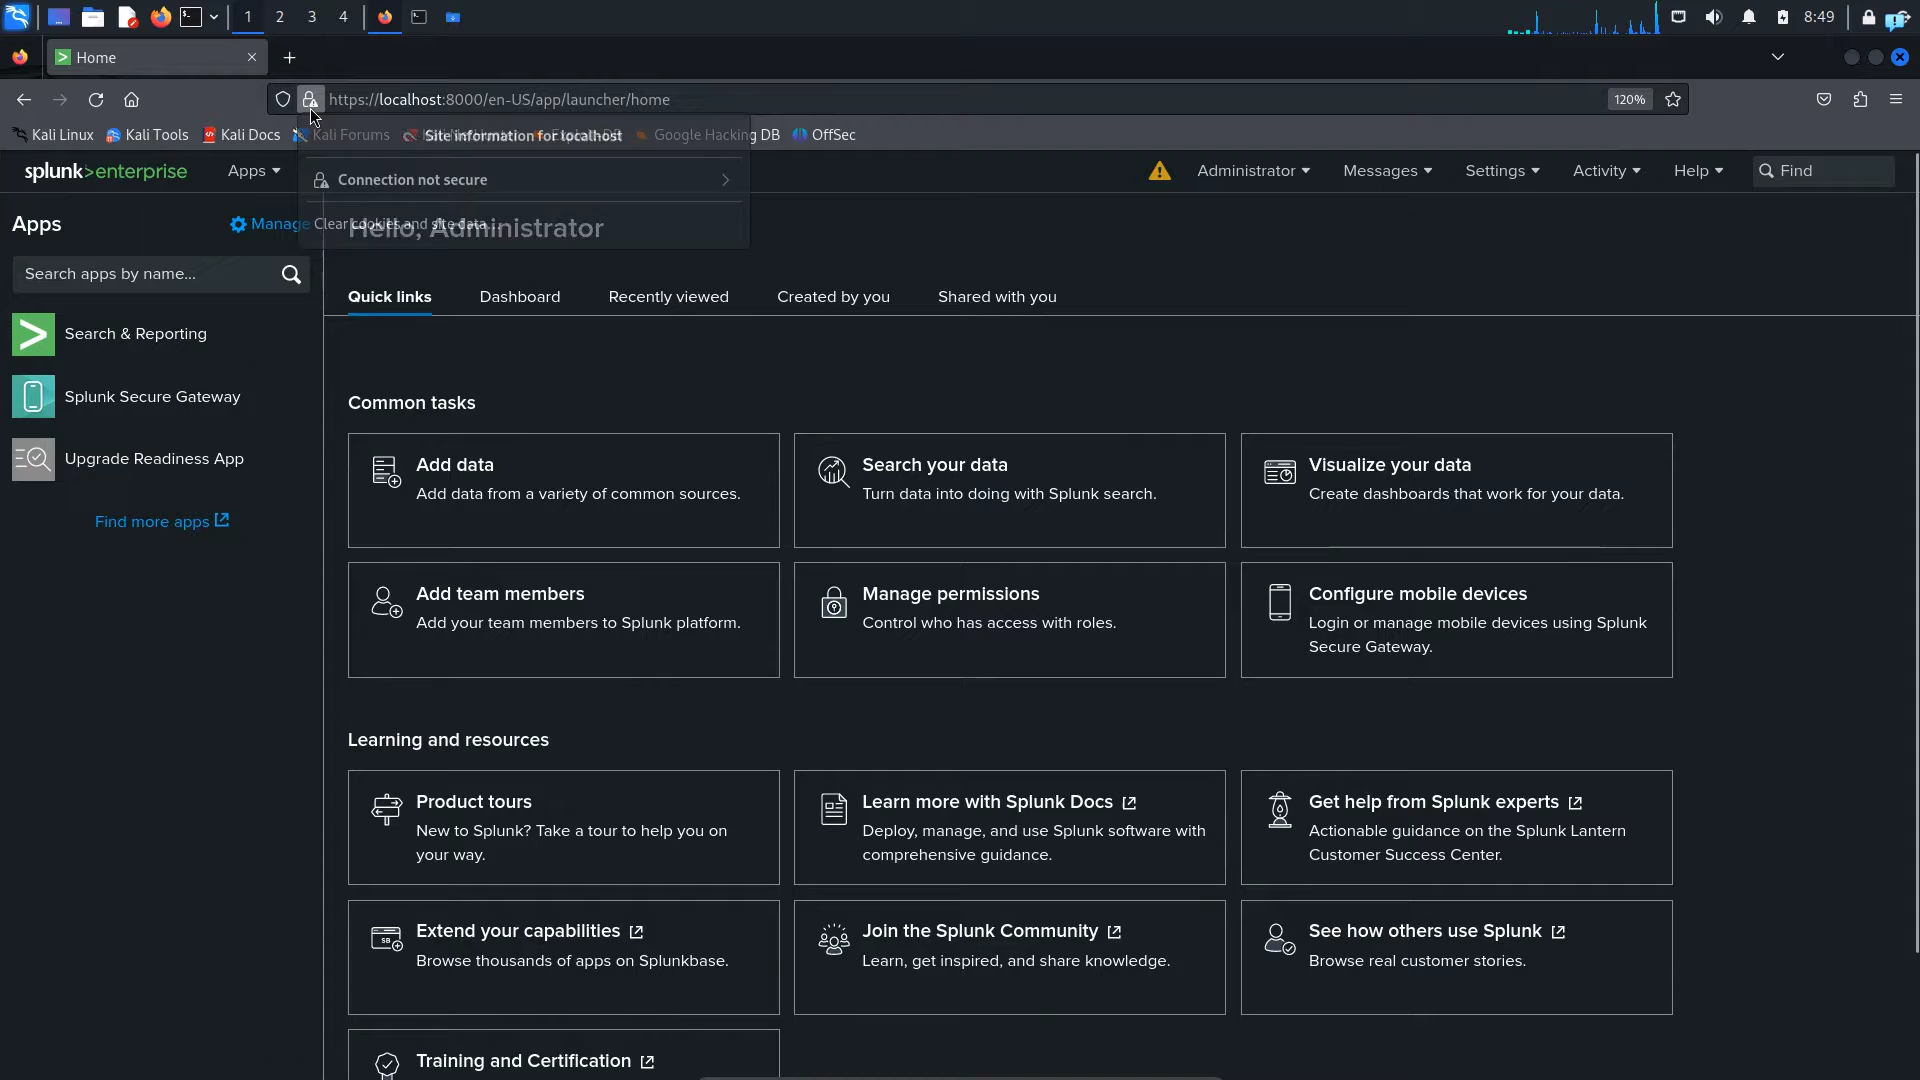 1 2 3 4
8:49
Home
https://localhost:8000/en-US/app/launcher/home
120%
Kali Linux Kali Tools Kali Docs Kali Forums Google Hacking DB OffSec
Site information for localhost
splunk>enterprise Apps
Administrator Messages Settings Activity Help Find
Connection not secure
Clear cookies and site data...
Apps
Manage
Hello, Administrator
Search apps by name...
Search & Reporting
Splunk Secure Gateway
Upgrade Readiness App
Find more apps
Quick links Dashboard Recently viewed Created by you Shared with you
Common tasks
Add data
Add data from a variety of common sources.
Search your data
Turn data into doing with Splunk search.
Visualize your data
Create dashboards that work for your data.
Add team members
Add your team members to Splunk platform.
Manage permissions
Control who has access with roles.
Configure mobile devices
Login or manage mobile devices using Splunk
Secure Gateway.
Learning and resources
Product tours
New to Splunk? Take a tour to help you on
your way.
Learn more with Splunk Docs
Deploy, manage, and use Splunk software with
comprehensive guidance.
Get help from Splunk experts
Actionable guidance on the Splunk Lantern
Customer Success Center.
SB
Extend your capabilities
Browse thousands of apps on Splunkbase.
Join the Splunk Community
Learn, get inspired, and share knowledge.
See how others use Splunk
Browse real customer stories.
Training and Certification